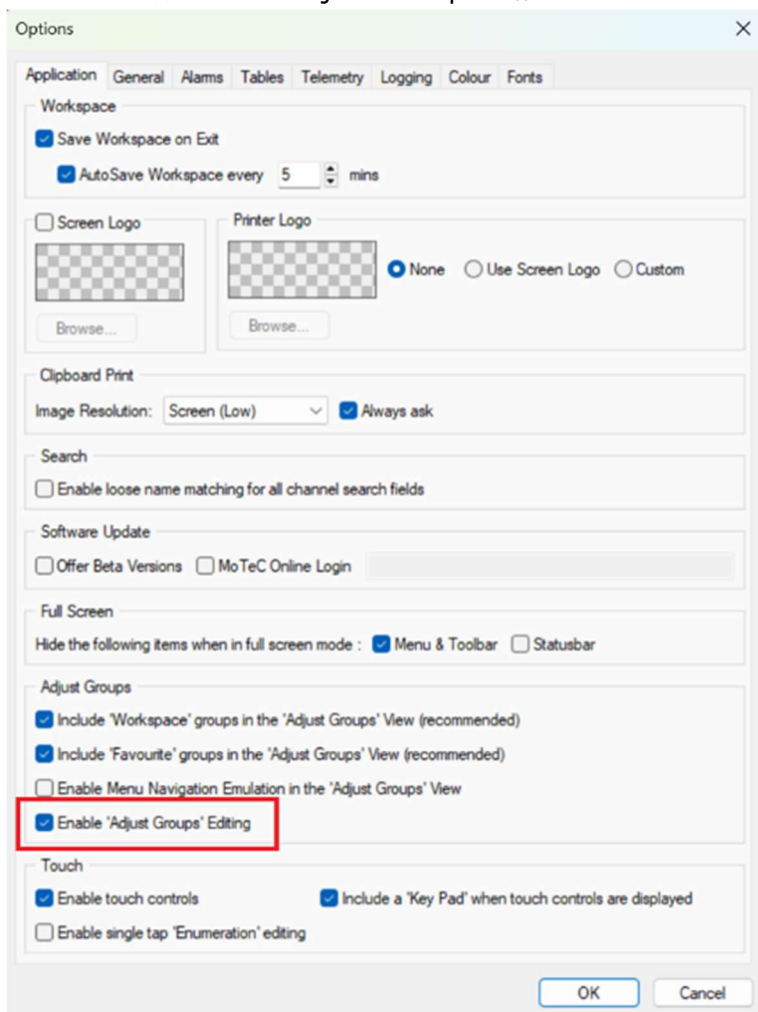 Options
Application General Alarms Tables Telemetry Logging Colour Fonts
Workspace
Save Workspace on Exit
AutoSave Workspace every 5 mins
Screen Logo
Browse...
Printer Logo
None Use Screen Logo Custom
Browse...
Clipboard Print
Image Resolution: Screen (Low) Always ask
Search
Enable loose name matching for all channel search fields
Software Update
Offer Beta Versions MoTeC Online Login
Full Screen
Hide the following items when in full screen mode : Menu & Toolbar Statusbar
Adjust Groups
Include 'Workspace' groups in the 'Adjust Groups' View (recommended)
Include 'Favourite' groups in the 'Adjust Groups' View (recommended)
Enable Menu Navigation Emulation in the 'Adjust Groups' View
Enable 'Adjust Groups' Editing
Touch
Enable touch controls Include a 'Key Pad' when touch controls are displayed
Enable single tap 'Enumeration' editing
OK Cancel